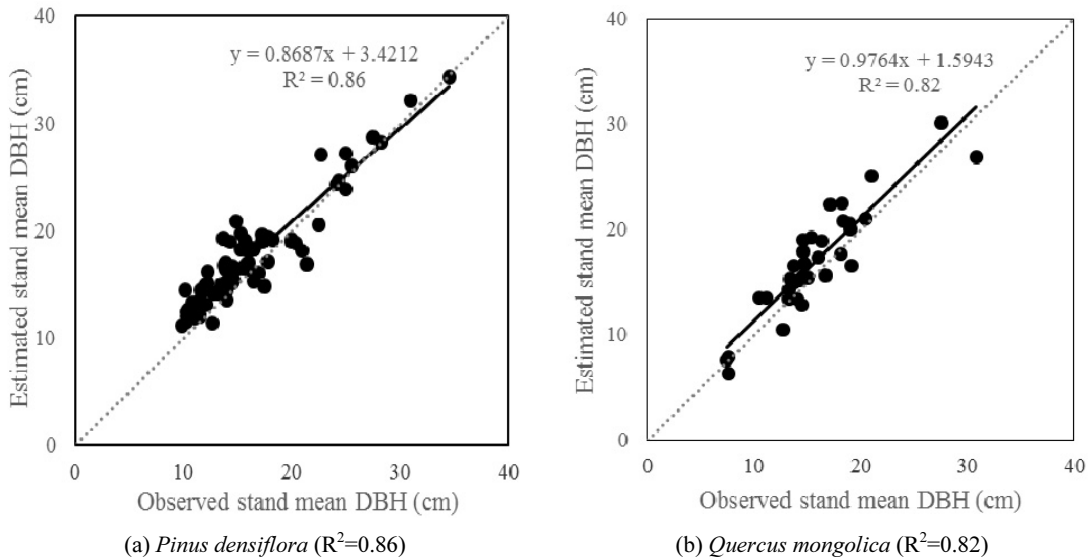 40
30
20
10
0
Estimated stand mean DBH (cm)
y = 0.8687x + 3.4212
R² = 0.86
0 10 20 30 40
Observed stand mean DBH (cm)
(a) Pinus densiflora (R²=0.86)
40
30
20
10
0
Estimated stand mean DBH (cm)
y = 0.9764x + 1.5943
R² = 0.82
0 10 20 30 40
Observed stand mean DBH (cm)
(b) Quercus mongolica (R²=0.82)